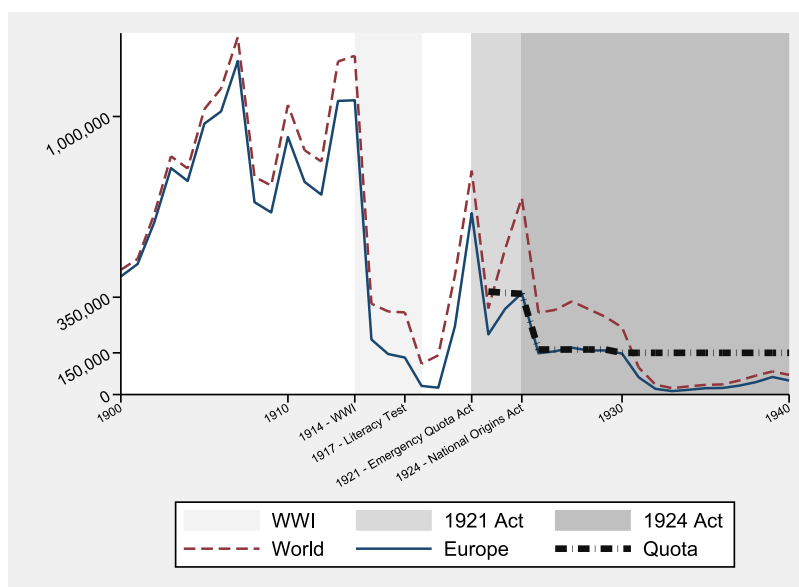 1,000,000
350,000
150,000
0
1900
1910
1914 - WWI
1917 - Literacy Test
1921 - Emergency Quota Act
1924 - National Origins Act
1930
1940
WWI
1921 Act
1924 Act
World
Europe
Quota